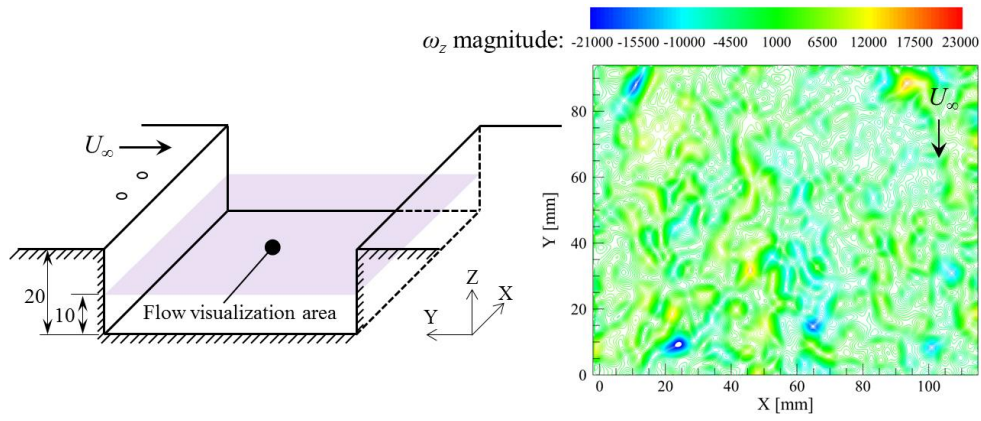 ω_z magnitude: -21000 -15500 -10000 -4500 1000 6500 12000 17500 23000
U∞
20
10
Flow visualization area
Z
X
Y
U∞
Y [mm]
80
60
40
20
0
0 20 40 60 80 100
X [mm]